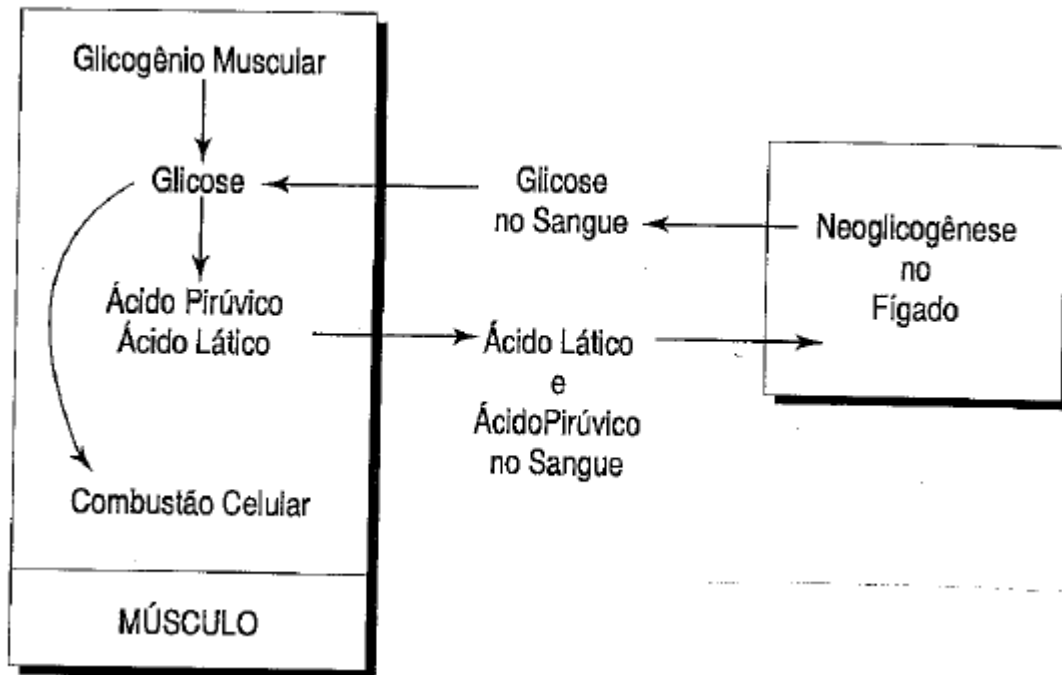 Glicogênio Muscular
Glicose
Ácido Pirúvico
Ácido Lático
Combustão Celular
MÚSCULO
Glicose
no Sangue
Ácido Lático
e
ÁcidoPirúvico
no Sangue
Neoglicogênese
no
Fígado